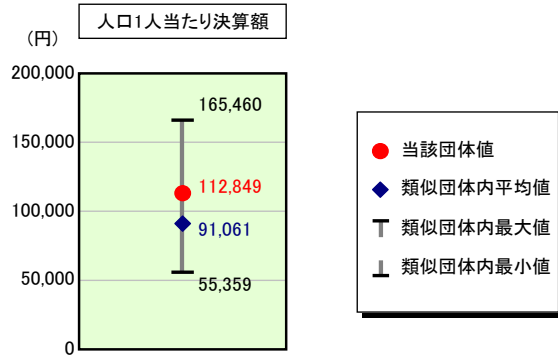 人口1人当たり決算額
(円)
200,000
150,000
100,000
50,000
0
165,460
112,849
91,061
55,359
当該団体値
類似団体内平均値
類似団体内最大値
類似団体内最小値